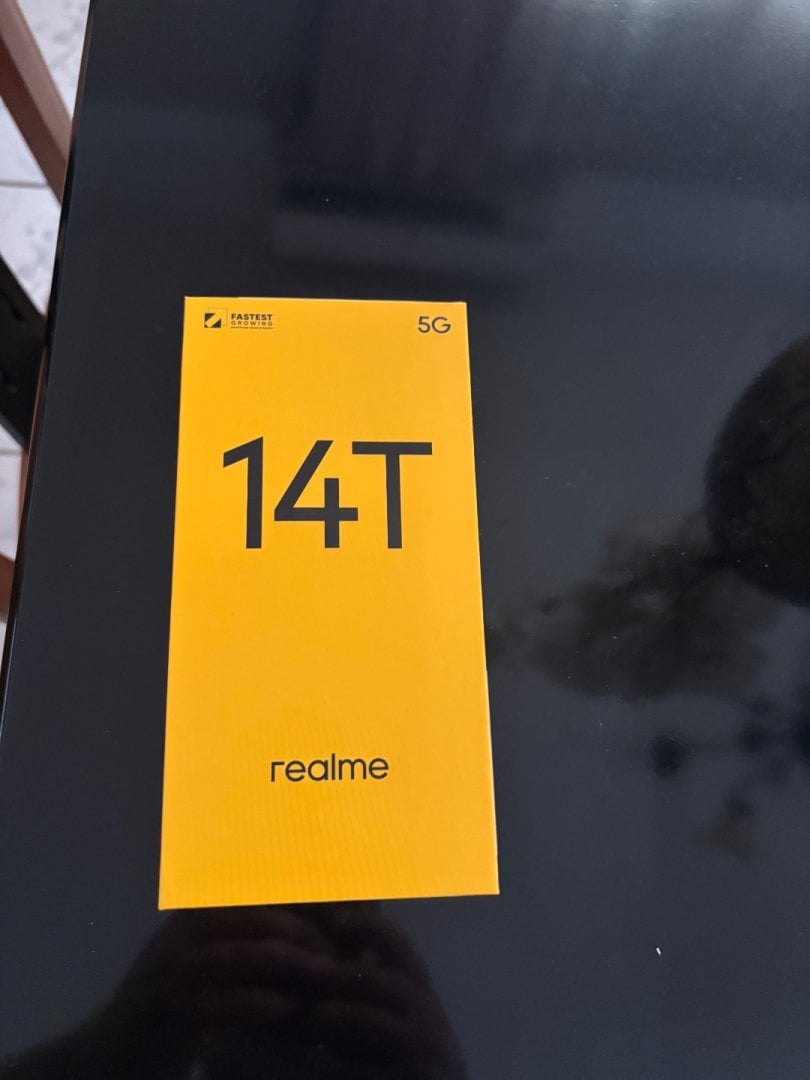 FASTEST
GROWING
5G
14T
realme